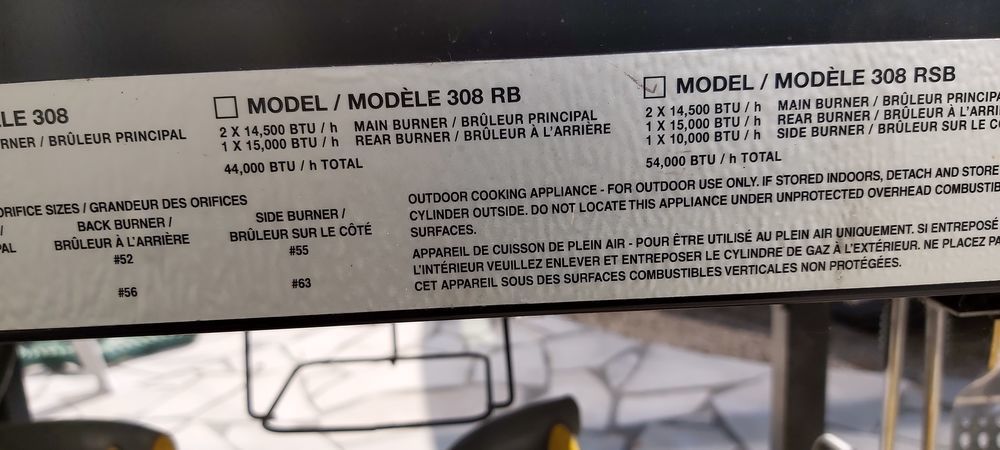 308
MODEL / MODÈLE 308 RB
MODEL / MODÈLE 308 RSB
BRÛLEUR PRINCIPAL
2 X 14,500 BTU / h MAIN BURNER / BRÛLEUR PRINCIPAL
1 X 15,000 BTU / h REAR BURNER / BRÛLEUR À L'ARRIÈRE
44,000 BTU / h TOTAL
2 X 14,500 BTU / h MAIN BURNER / BRÛLEUR
1 X 15,000 BTU / h REAR BURNER / BRÛLEUR À
1 X 10,000 BTU / h SIDE BURNER / BRÛLEUR SUR LE
54,000 BTU / h TOTAL
ORIFICE SIZES / GRANDEUR DES ORIFICES
BACK BURNER /
BRÛLEUR À L'ARRIÈRE
#52
#56
SIDE BURNER /
BRÛLEUR SUR LE CÔTÉ
#55
#63
OUTDOOR COOKING APPLIANCE - FOR OUTDOOR USE ONLY. IF STORED INDOORS, DETACH AND STORE
CYLINDER OUTSIDE. DO NOT LOCATE THIS APPLIANCE UNDER UNPROTECTED OVERHEAD
SURFACES.
APPAREIL DE CUISSON DE PLEIN AIR - POUR ÊTRE UTILISÉ AU PLEIN AIR UNIQUEMENT. SI ENTREPOSÉ
L'INTÉRIEUR VEUILLEZ ENLEVER ET ENTREPOSER LE CYLINDRE DE GAZ À L'EXTÉRIEUR. NE PLACEZ
CET APPAREIL SOUS DES SURFACES COMBUSTIBLES VERTICALES NON PROTÉGÉES.